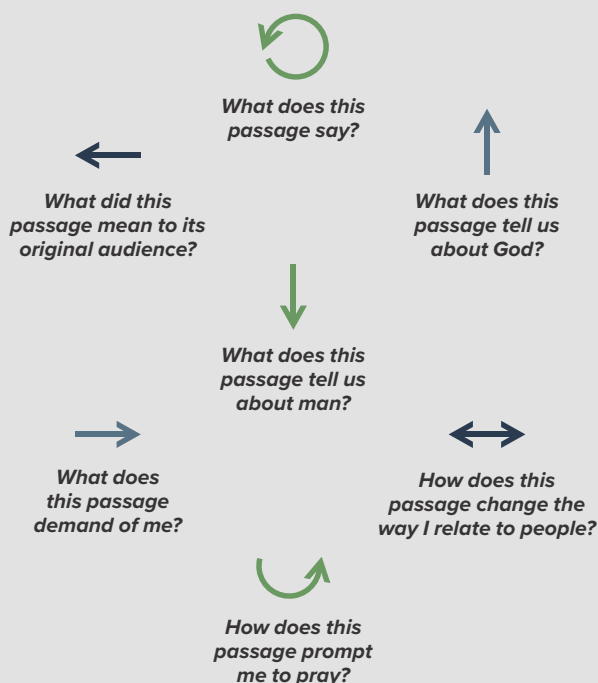 What does this
passage say?
What did this
passage mean to its
original audience?
What does this
passage tell us
about God?
What does this
passage tell us
about man?
What does
this passage
demand of me?
How does this
passage change the
way I relate to people?
How does this
passage prompt
me to pray?